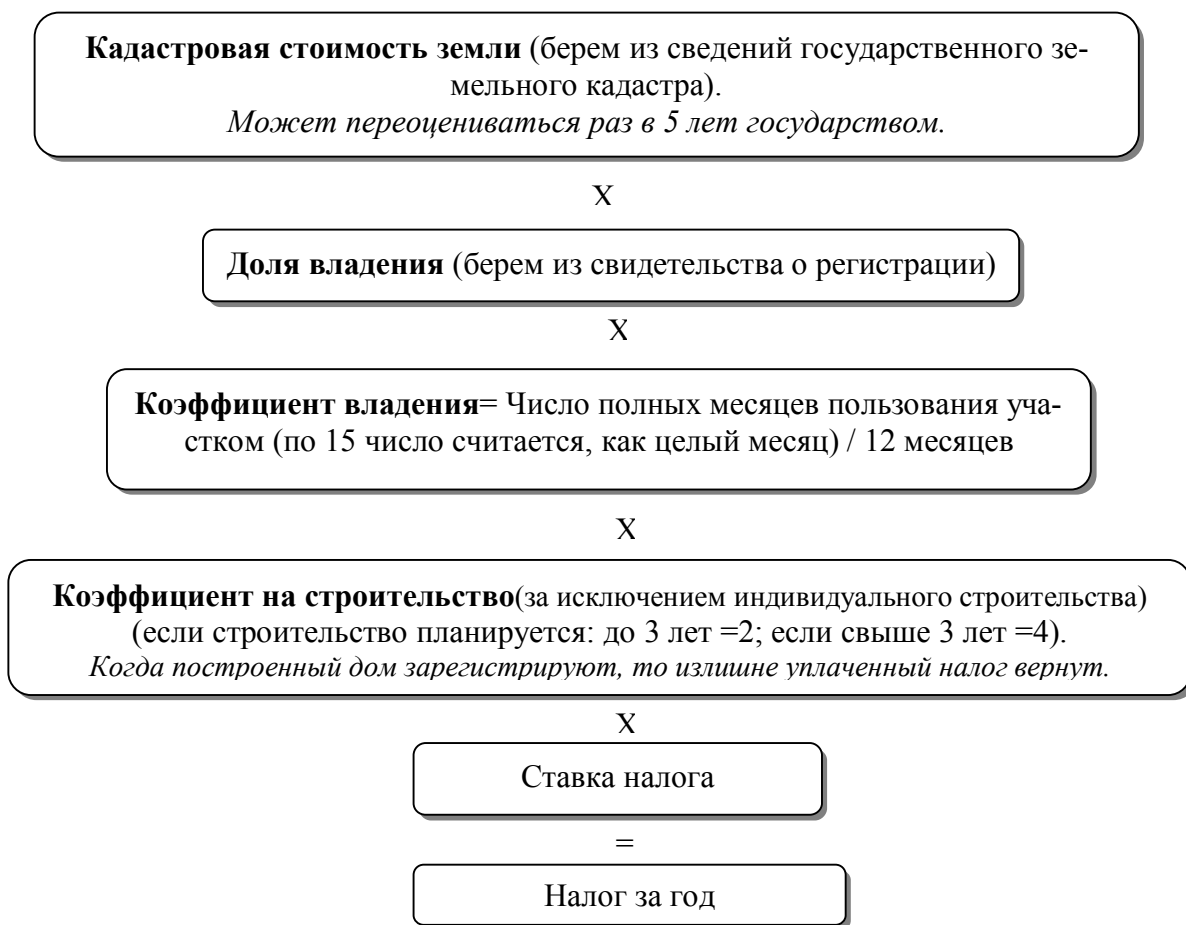 Кадастровая стоимость земли (берем из сведений государственного зе-
мельного кадастра).
Может переоцениваться раз в 5 лет государством.
X
Доля владения (берем из свидетельства о регистрации)
X
Коэффициент владения= Число полных месяцев пользования уча-
стком (по 15 число считается, как целый месяц) / 12 месяцев
X
Коэффициент на строительство(за исключением индивидуального строительства)
(если строительство планируется: до 3 лет =2; если свыше 3 лет =4).
Когда построенный дом зарегистрируют, то излишне уплаченный налог вернут.
X
Ставка налога
=
Налог за год